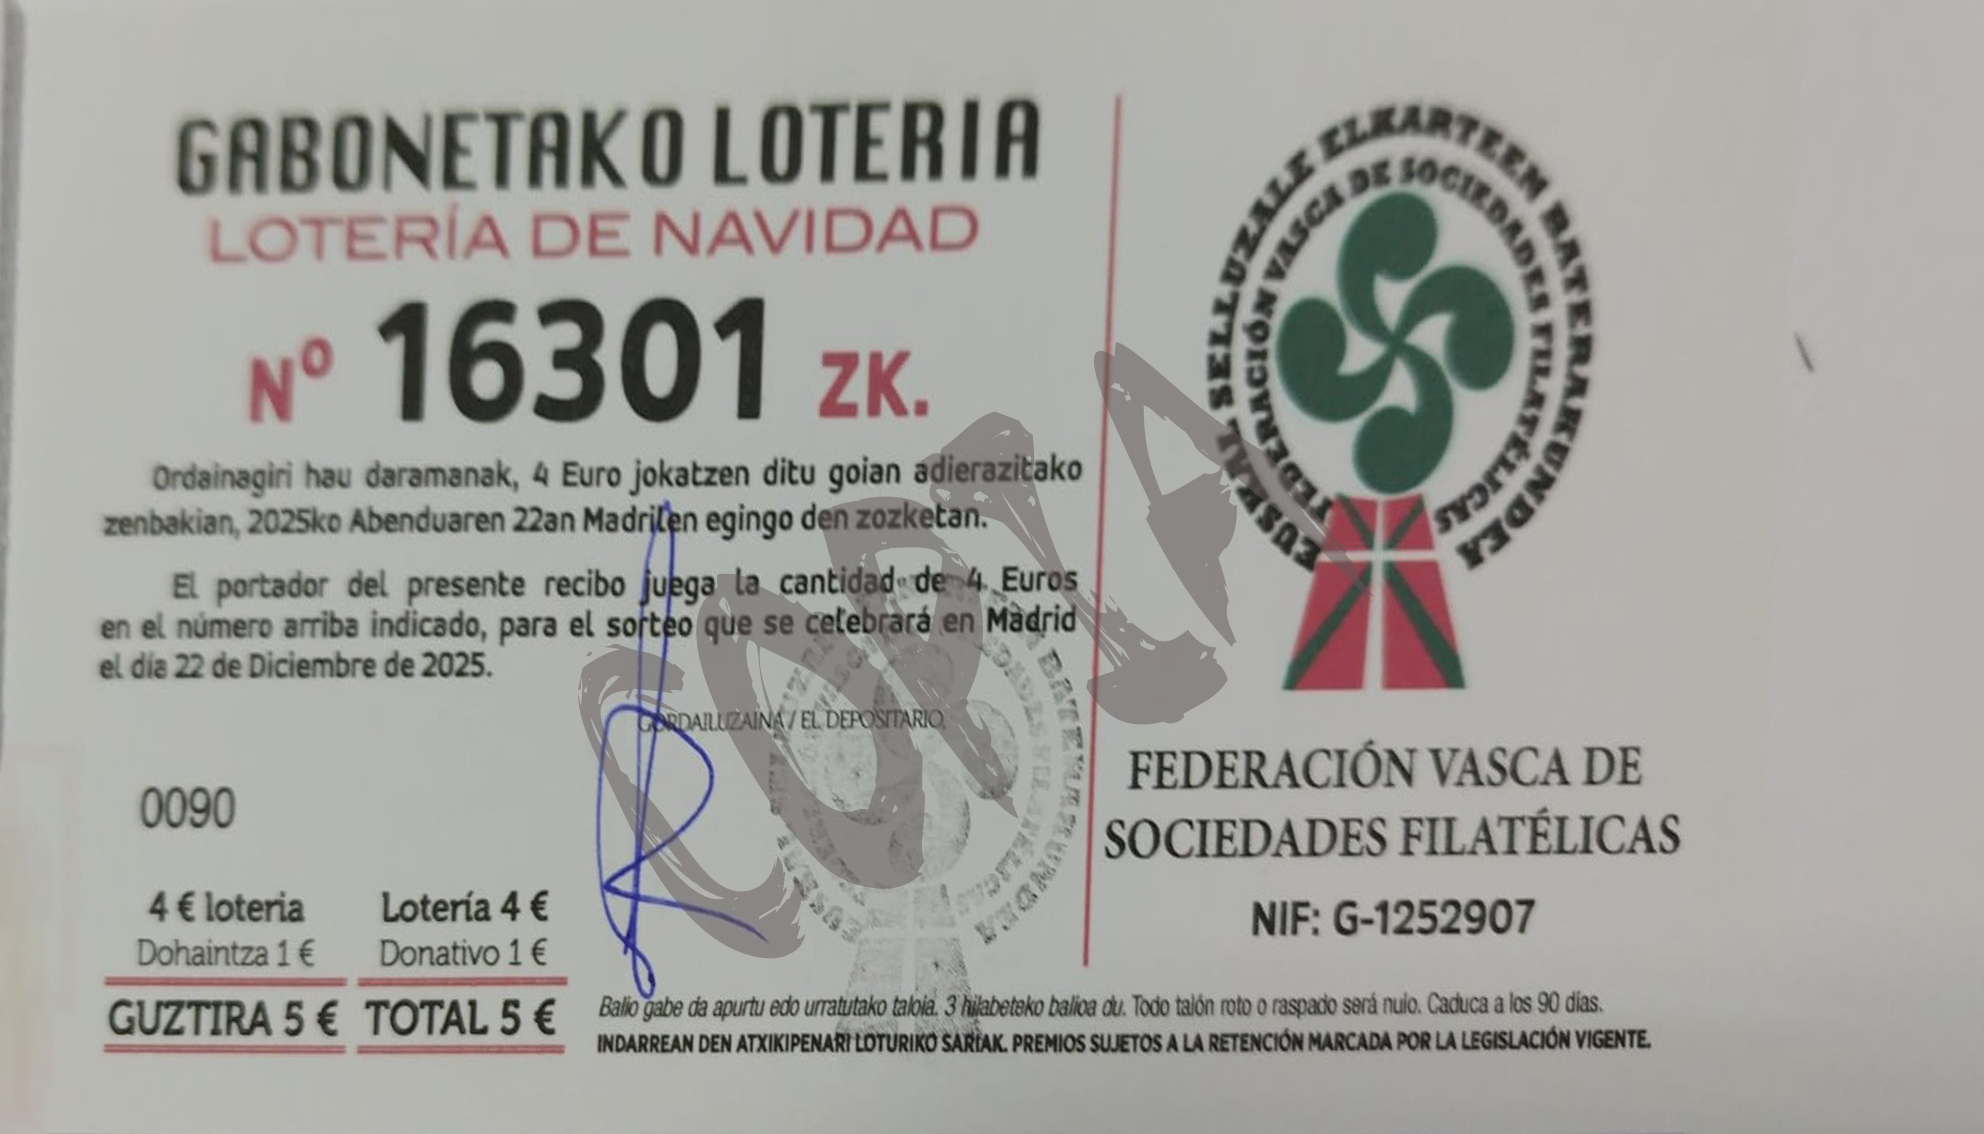 GABONETAKO LOTERIA
LOTERÍA DE NAVIDAD
Nº 16301 ZK.
Ordainagiri hau daramanak, 4 Euro jokatzen ditu goian adierazitako
zenbakian, 2025ko Abenduaren 22an Madrilen egingo den zozketan.
El portador del presente recibo juega la cantidad de 4 Euros
en el número arriba indicado, para el sorteo que se celebrará en Madrid
el día 22 de Diciembre de 2025.
GORDAILUZAINA / EL DEPOSITARIO,
0090
4 € loteria
Dohaintza 1 €
GUZTIRA 5 €
Lotería 4 €
Donativo 1 €
TOTAL 5 €
COPIA
EUSKAL SELLUZALE ELKARTEEN BATERAKUNDEA
FEDERACIÓN VASCA DE SOCIEDADES FILATÉLICAS
FEDERACIÓN VASCA DE
SOCIEDADES FILATÉLICAS
NIF: G-1252907
Balio gabe da apurtu edo urratutako taloia. 3 hilabeteko balioa du. Todo talón roto o raspado será nulo. Caduca a los 90 días.
INDARREAN DEN ATXIKIPENARI LOTURIKO SARIAK. PREMIOS SUJETOS A LA RETENCIÓN MARCADA POR LA LEGISLACIÓN VIGENTE.